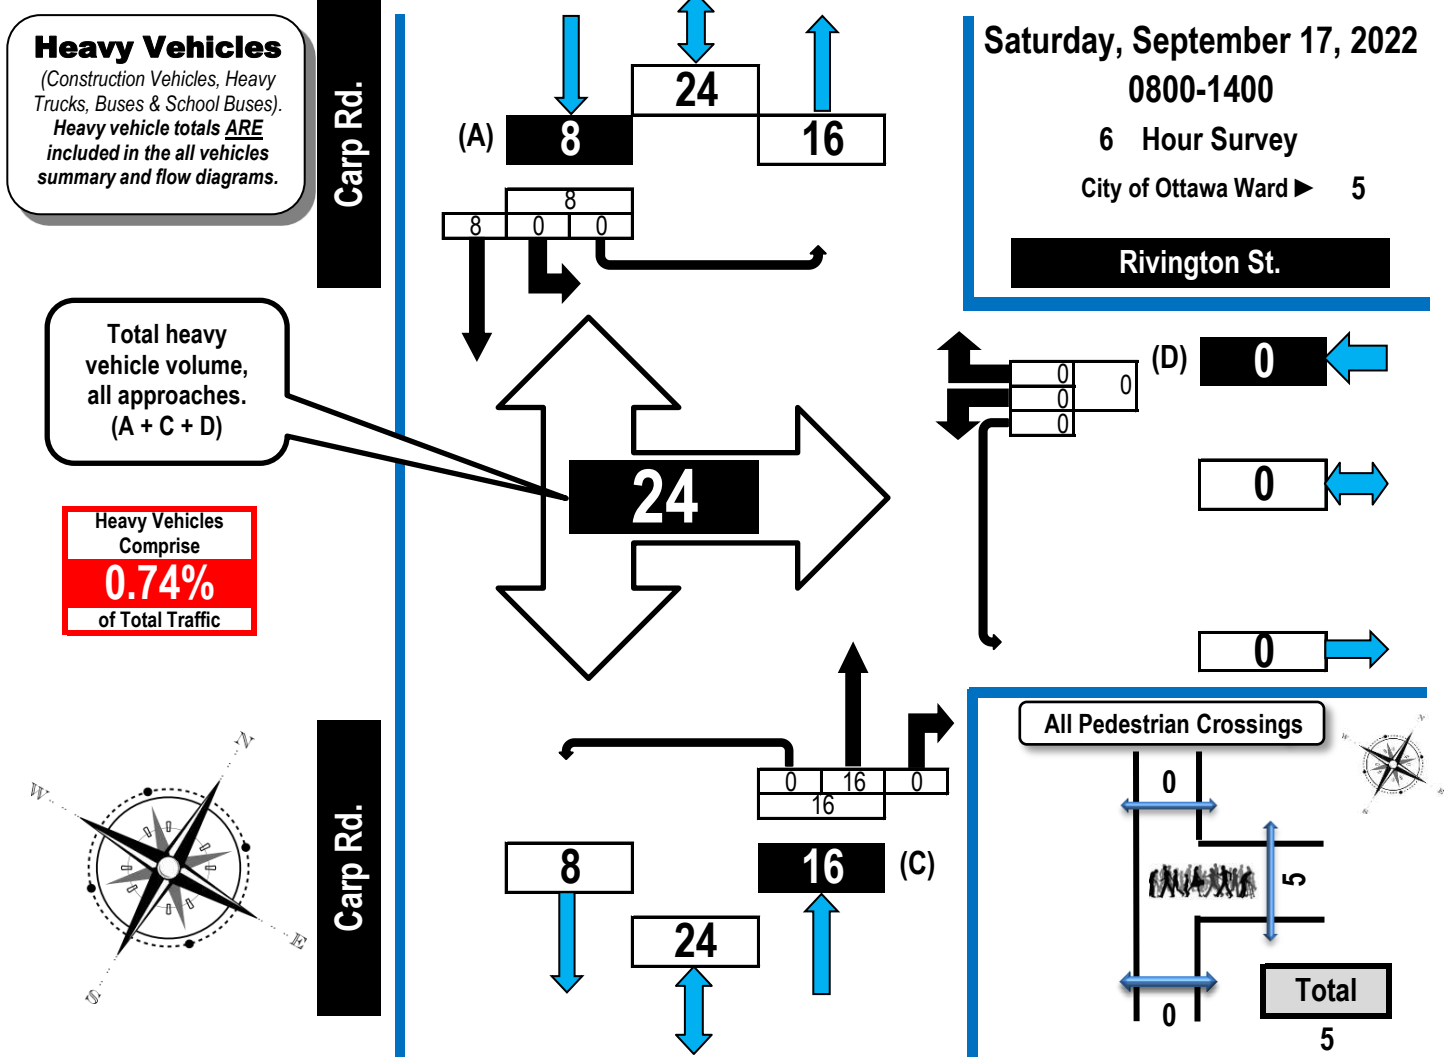 Heavy Vehicles
(Construction Vehicles, Heavy
Trucks, Buses & School Buses).
Heavy vehicle totals ARE
included in the all vehicles
summary and flow diagrams.
Carp Rd.
24
(A) 8 16
8
8 0 0
Saturday, September 17, 2022
0800-1400
6 Hour Survey
City of Ottawa Ward ► 5
Rivington St.
Total heavy
vehicle volume,
all approaches.
(A + C + D)
24
Heavy Vehicles
Comprise
0.74%
of Total Traffic
(D) 0
0 0
0
0
0
0
N
W
E
S
Carp Rd.
0 16 0
16
8 16 (C)
24
All Pedestrian Crossings
N
W
E
S
0
5
0
Total
5